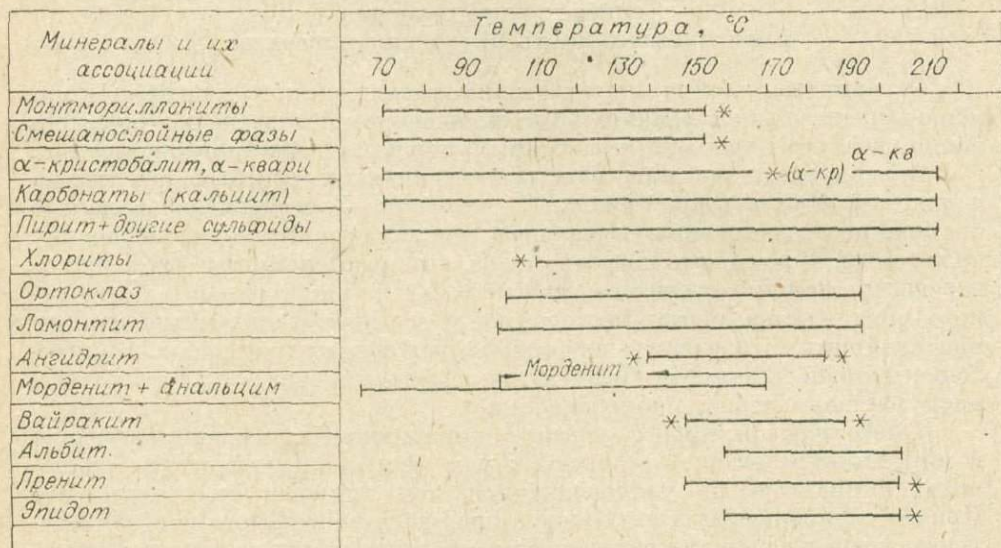 Минералы и их
ассоциации
Температура, °С
70 90 110 130 150 170 190 210
Монтмориллониты
*
Смешанослойные фазы
*
α-кристобалит, α-кварц
*(α-кр)
α-кв
Карбонаты (кальцит)
Пирит+другие сульфиды
Хлориты
*
Ортоклаз
Ломонтит
Ангидрит
* *
Морденит + анальцим
Морденит
Вайракит
* *
Альбит.
Пренит
*
Эпидот
*